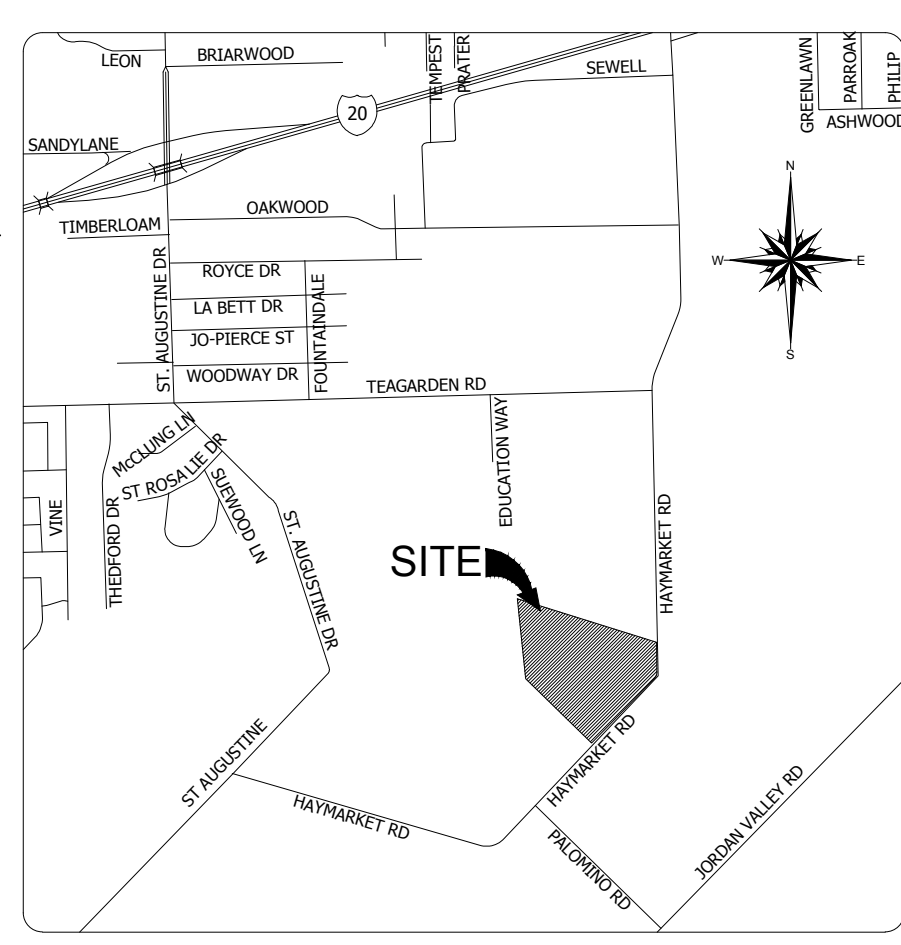 LEON
BRIARWOOD
TEMPEST
PRATER
SEWELL
GREENLAWN
PARROAK
PHILIP
ASHWOOD
20
SANDYLANE
N
W
E
S
TIMBERLOAM
OAKWOOD
ST. AUGUSTINE DR
ROYCE DR
LA BETT DR
JO-PIERCE ST
WOODWAY DR
FOUNTAINDALE
TEAGARDEN RD
McCLUNG LN
ST ROSALIE DR
SUEWOOD LN
VINE
THEDFORD DR
ST. AUGUSTINE DR
EDUCATION WAY
HAYMARKET RD
SITE
ST AUGUSTINE
HAYMARKET RD
HAYMARKET RD
PALOMINO RD
JORDAN VALLEY RD